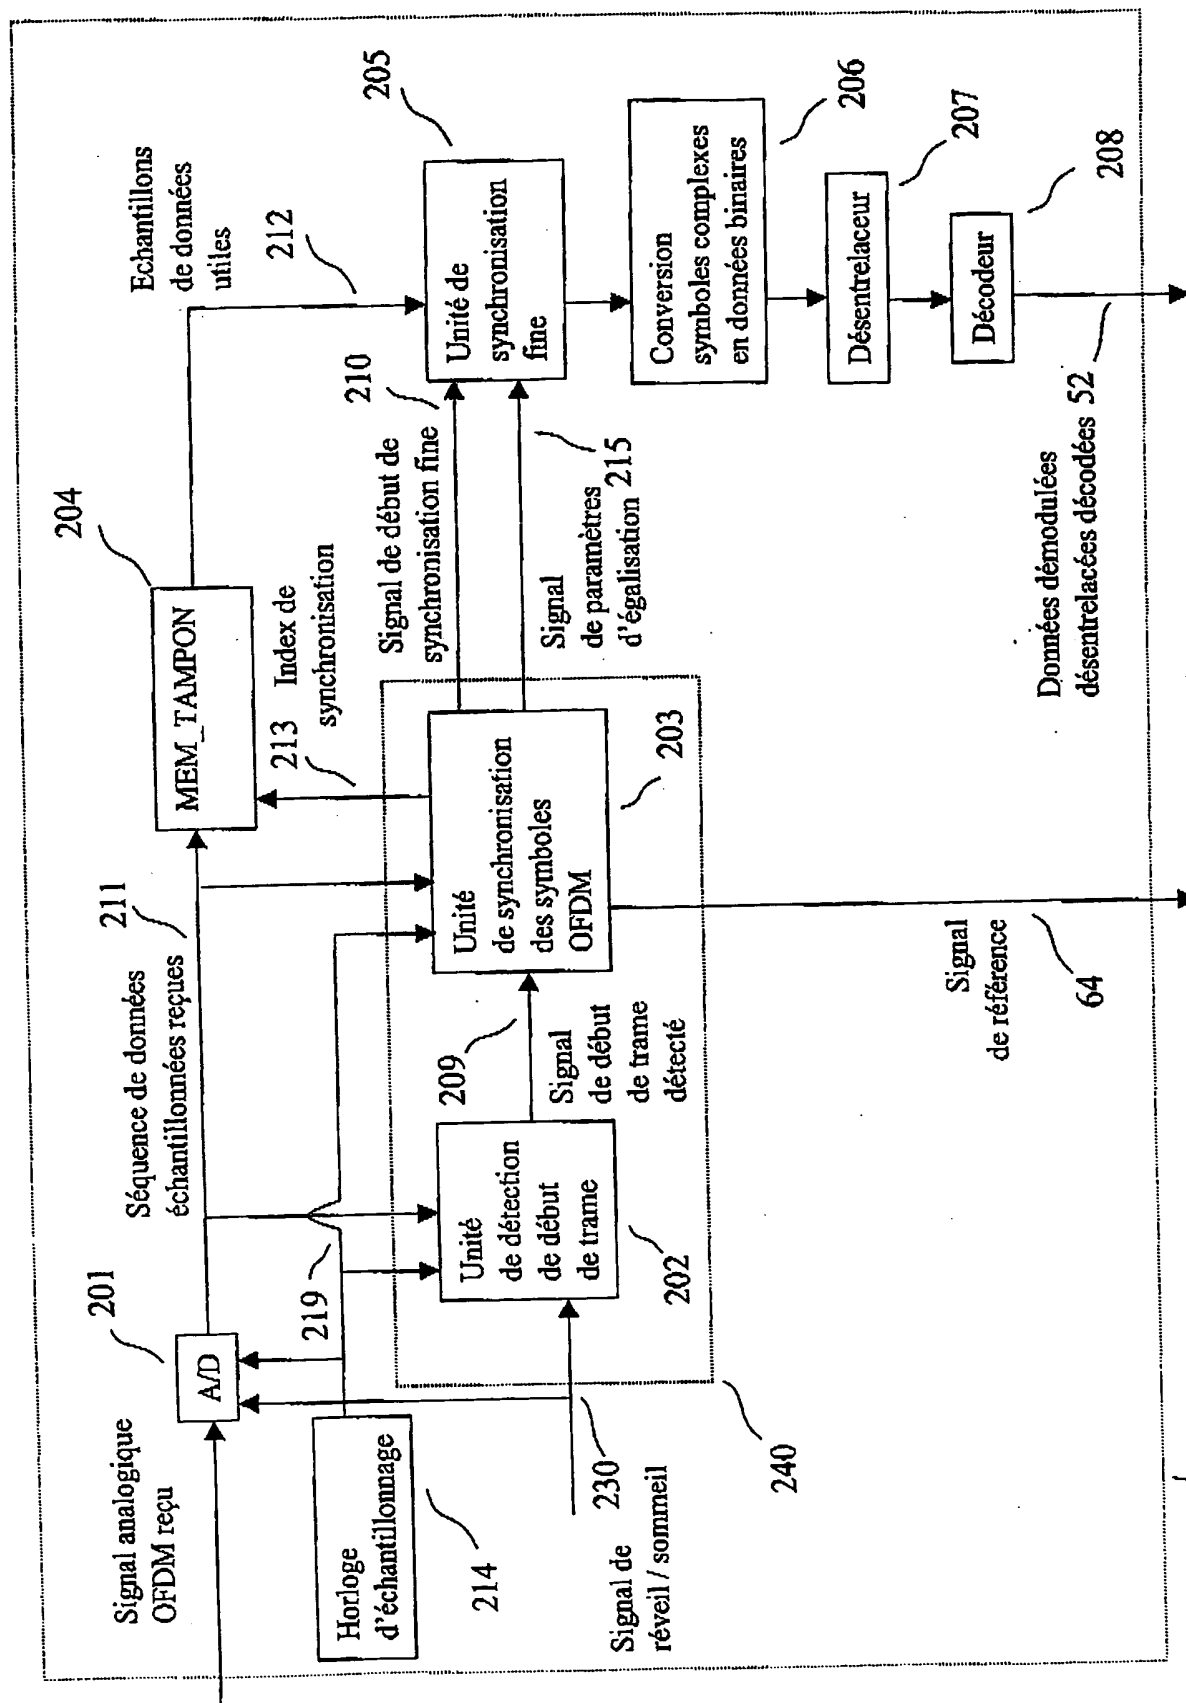 Signal analogique
OFDM reçu
201
A/D
Séquence de données
échantillonnées reçues
211
204
MEM_TAMPON
Echantillons
de données
utiles
212
205
Unité de
synchronisation
fine
Horloge
d'échantillonnage
214
219
213
Index de
synchronisation
Signal de début de
synchronisation fine
210
Signal
de paramètres
d'égalisation
215
Unité
de détection
de début
de trame
202
209
Signal
de début
de trame
détecté
Unité
de synchronisation
des symboles
OFDM
203
Signal de
réveil / sommeil
230
240
Signal
de référence
64
Conversion
symboles complexes
en données binaires
206
Désentrelaceur
207
Décodeur
208
Données démodulées
désentrelacées décodées 52